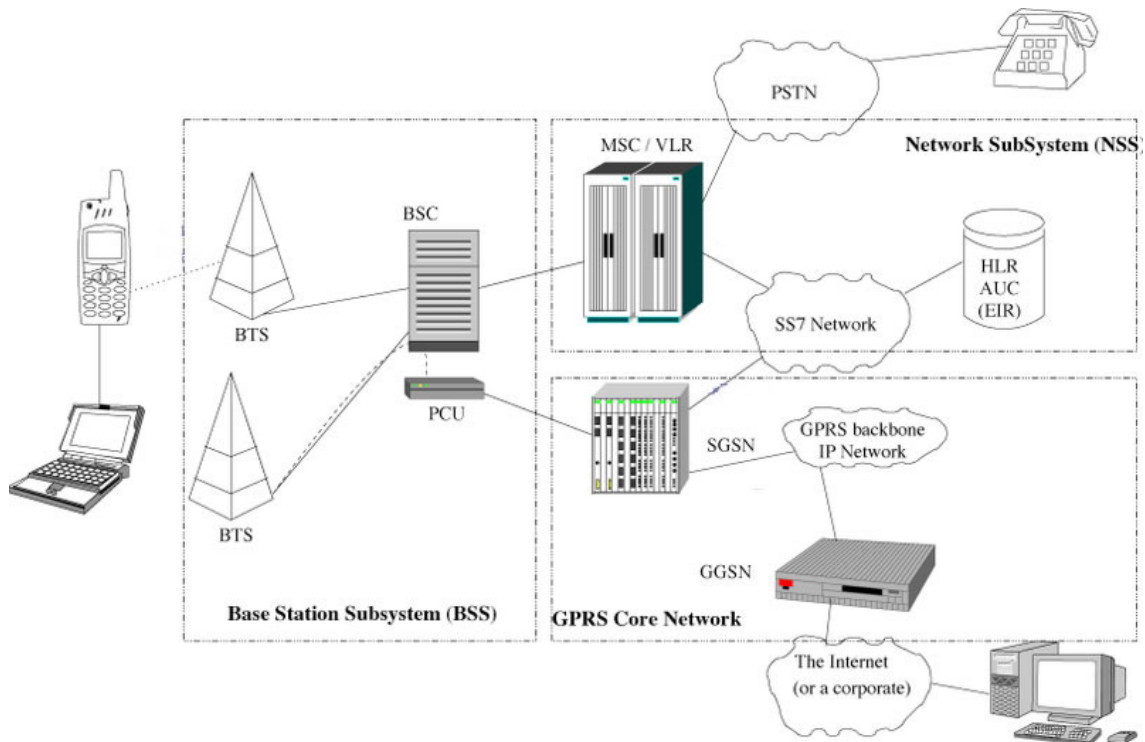 PSTN
MSC / VLR
Network SubSystem (NSS)
BSC
HLR
AUC
(EIR)
BTS
SS7 Network
PCU
SGSN
GPRS backbone
IP Network
BTS
GGSN
Base Station Subsystem (BSS)
GPRS Core Network
The Internet
(or a corporate)